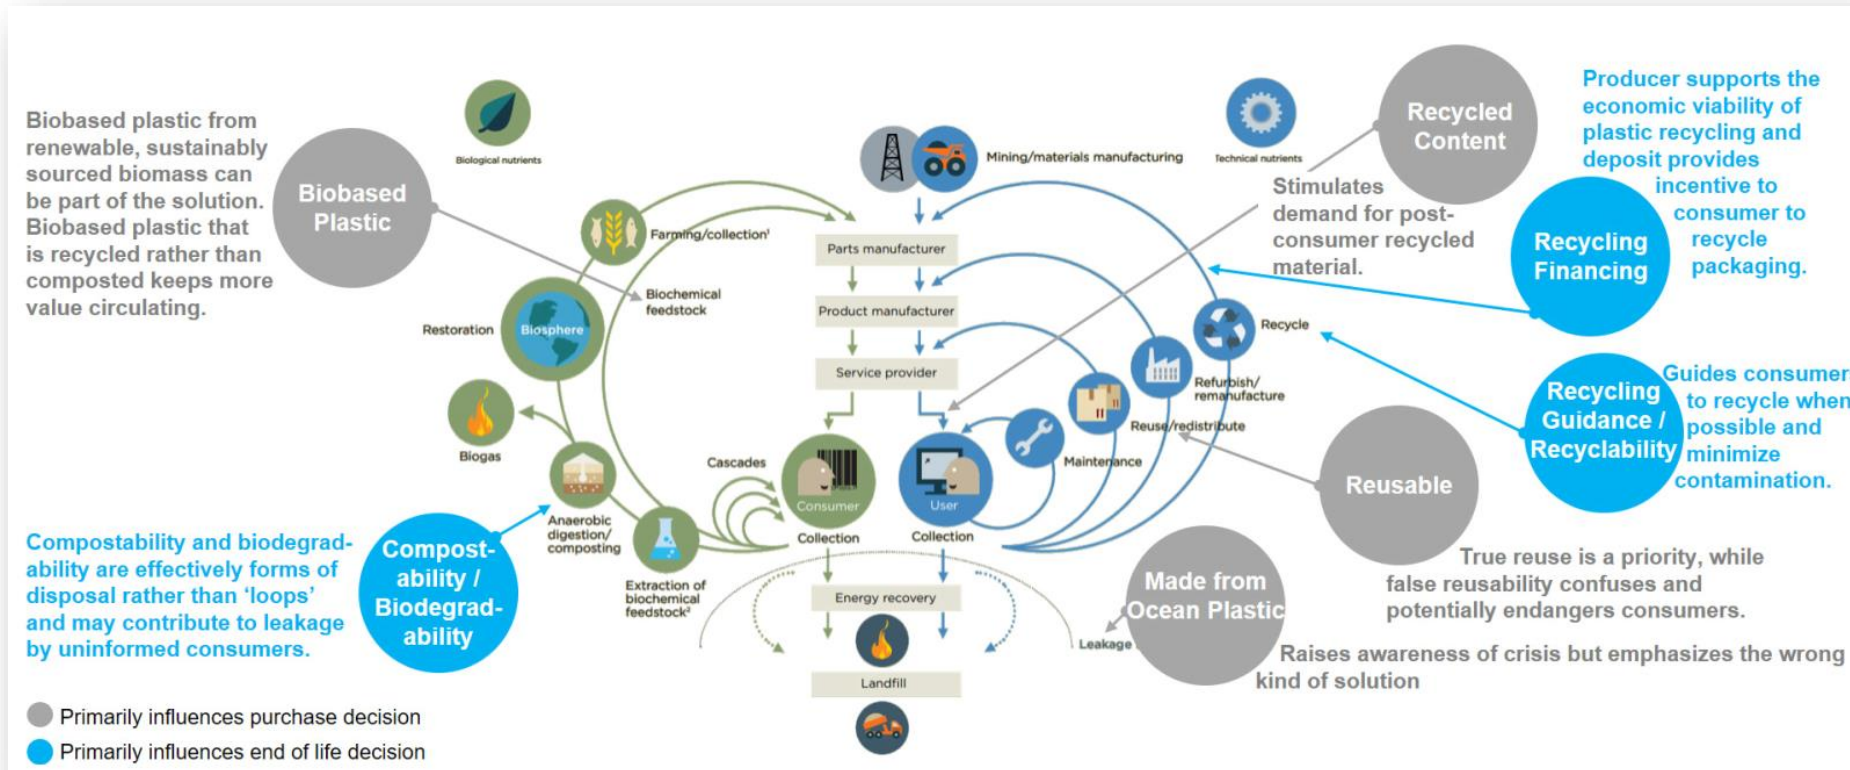 Biobased plastic from
renewable, sustainably
sourced biomass can
be part of the solution.
Biobased plastic that
is recycled rather than
composted keeps more
value circulating.
Biobased
Plastic
Biological nutrients
Farming/collection¹
Biochemical
feedstock
Restoration
Biosphere
Biogas
Anaerobic
digestion/
composting
Extraction of
biochemical
feedstock²
Cascades
Compostability and biodegrad-
ability are effectively forms of
disposal rather than ‘loops’
and may contribute to leakage
by uninformed consumers.
Compost-
ability /
Biodegrad-
ability
Primarily influences purchase decision
Primarily influences end of life decision
Mining/materials manufacturing
Parts manufacturer
Product manufacturer
Service provider
Consumer
Collection
User
Collection
Energy recovery
Landfill
Leakage
Technical nutrients
Recycle
Refurbish/
remanufacture
Reuse/redistribute
Maintenance
Recycled
Content
Stimulates
demand for post-
consumer recycled
material.
Producer supports the
economic viability of
plastic recycling and
deposit provides
incentive to
consumer to
recycle
packaging.
Recycling
Financing
Recycling
Guidance /
Recyclability
Guides consumer
to recycle when
possible and
minimize
contamination.
Reusable
True reuse is a priority, while
false reusability confuses and
potentially endangers consumers.
Made from
Ocean Plastic
Raises awareness of crisis but emphasizes the wrong
kind of solution